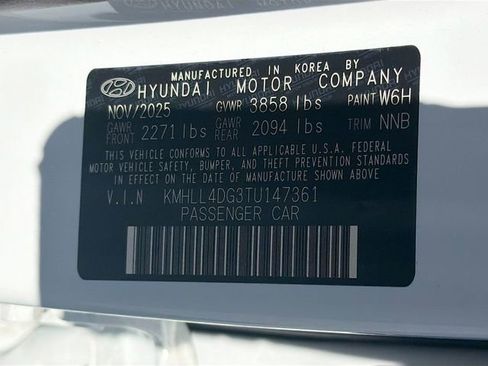 MANUFACTURED IN KOREA BY
HYUNDAI MOTOR COMPANY
NOV/2025 GVWR 3858 lbs PAINT W6H
GAWR FRONT 2271 lbs GAWR REAR 2094 lbs TRIM NNB
THIS VEHICLE CONFORMS TO ALL APPLICABLE U.S.A. FEDERAL
MOTOR VEHICLE SAFETY, BUMPER, AND THEFT PREVENTION STANDARDS
IN EFFECT ON THE DATE OF MANUFACTURE SHOWN ABOVE.
V.I.N KMHLL4DG3TU147361
PASSENGER CAR